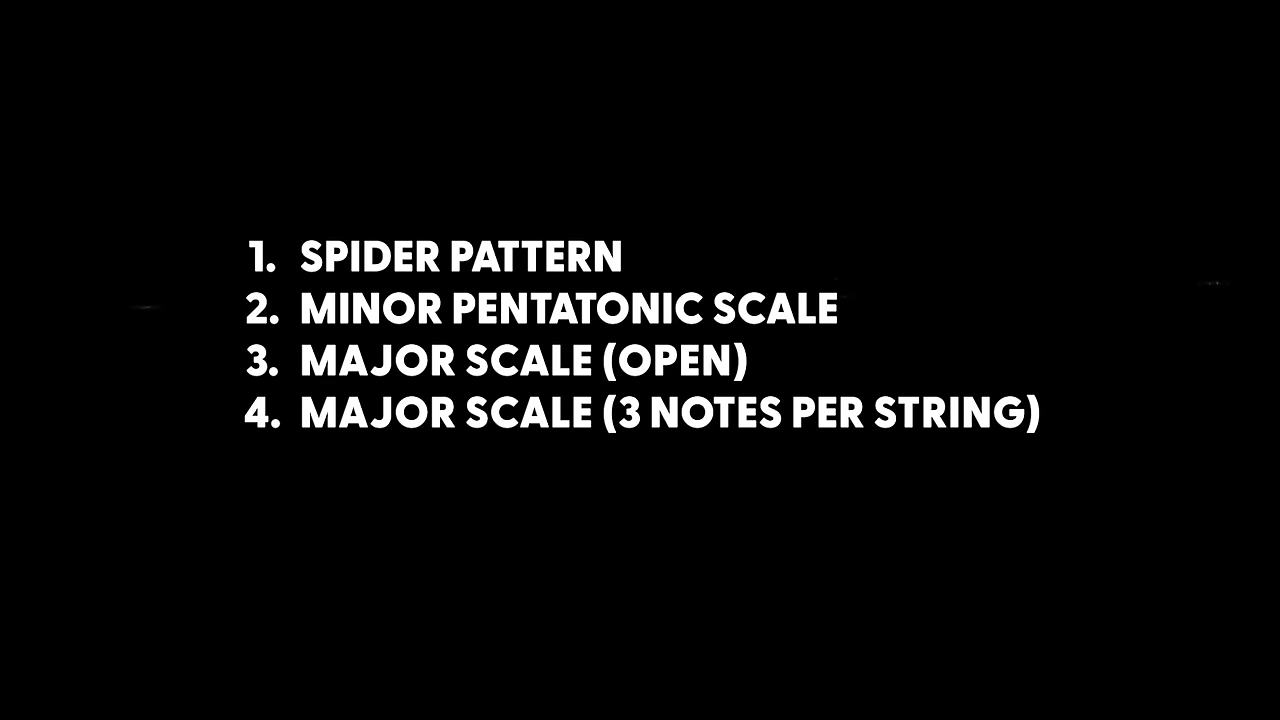 1. SPIDER PATTERN
2. MINOR PENTATONIC SCALE
3. MAJOR SCALE (OPEN)
4. MAJOR SCALE (3 NOTES PER STRING)